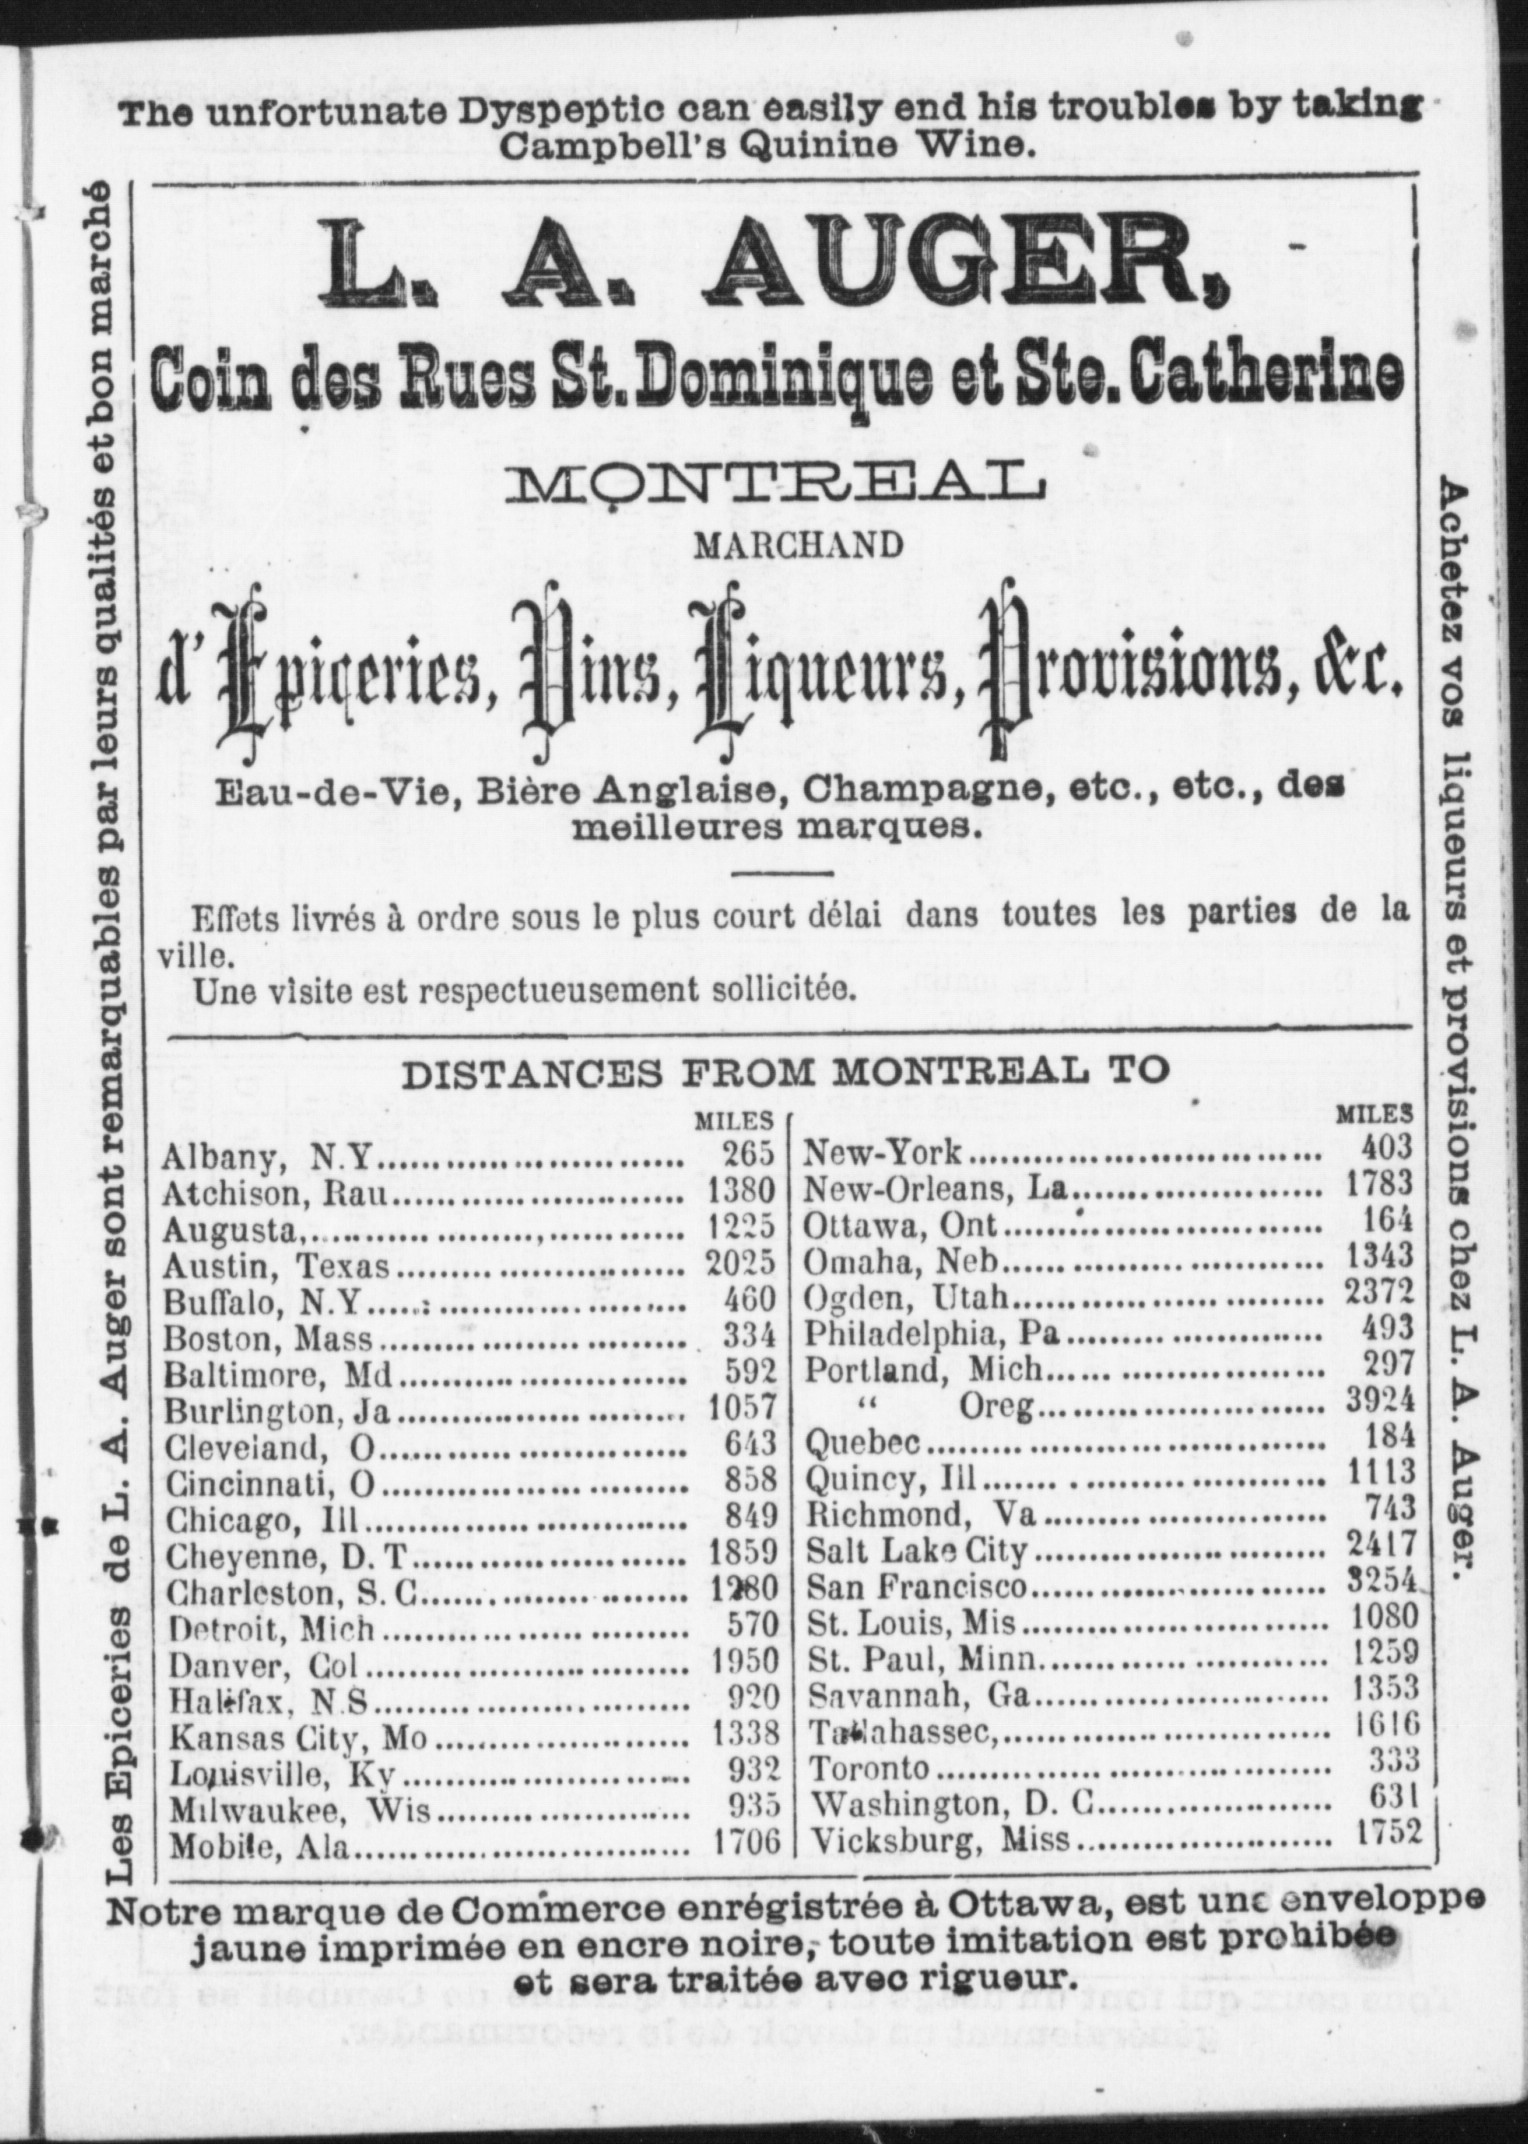 The unfortunate Dyspeptic can easily end his troubles by taking
Campbell's Quinine Wine.
Les Epiceries de L. A. Auger sont remarquables par leurs qualités et bon marché
L. A. AUGER,
Coin des Rues St. Dominique et Ste. Catherine
MONTREAL
MARCHAND
d'Epiceries, Vins, Liqueurs, Provisions, &c.
Eau-de-Vie, Bière Anglaise, Champagne, etc., etc., des
meilleures marques.
Effets livrés à ordre sous le plus court délai dans toutes les parties de la
ville.
Une visite est respectueusement sollicitée.
DISTANCES FROM MONTREAL TO
MILES
Albany, N.Y. 265
Atchison, Rau 1380
Augusta, 1225
Austin, Texas 2025
Buffalo, N.Y. 460
Boston, Mass 334
Baltimore, Md 592
Burlington, Ja 1057
Cleveland, O 643
Cincinnati, O 858
Chicago, Ill 849
Cheyenne, D. T. 1859
Charleston, S. C. 1280
Detroit, Mich 570
Danver, Col 1950
Halifax, N.S. 920
Kansas City, Mo 1338
Louisville, Ky 932
Milwaukee, Wis 935
Mobile, Ala 1706
MILES
New-York 403
New-Orleans, La 1783
Ottawa, Ont 164
Omaha, Neb 1343
Ogden, Utah 2372
Philadelphia, Pa 493
Portland, Mich 297
" Oreg 3924
Quebec 184
Quincy, Ill 1113
Richmond, Va 743
Salt Lake City 2417
San Francisco 3254
St. Louis, Mis 1080
St. Paul, Minn. 1259
Savannah, Ga 1353
Tallahassec, 1616
Toronto 333
Washington, D. C. 631
Vicksburg, Miss 1752
Achetez vos liqueurs et provisions chez L. A. Auger.
Notre marque de Commerce enrégistrée à Ottawa, est une enveloppe
jaune imprimée en encre noire, toute imitation est prohibée
et sera traitée avec rigueur.